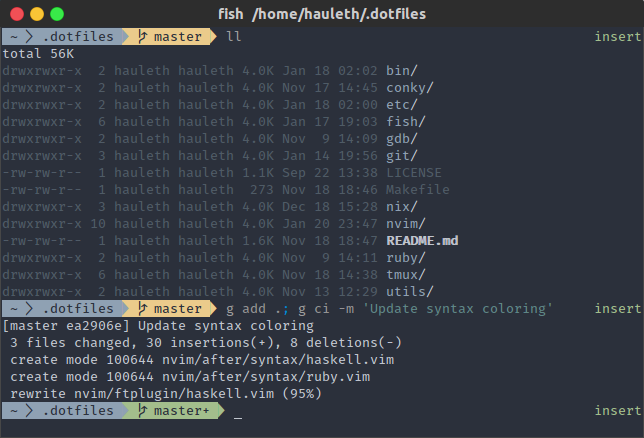 fish /home/hauleth/.dotfiles
~ > .dotfiles master ll insert
total 56K
drwxrwxr-x 2 hauleth hauleth 4.0K Jan 18 02:02 bin/
drwxrwxr-x 2 hauleth hauleth 4.0K Nov 17 14:45 conky/
drwxrwxr-x 2 hauleth hauleth 4.0K Jan 18 02:00 etc/
drwxrwxr-x 6 hauleth hauleth 4.0K Jan 17 19:03 fish/
drwxrwxr-x 2 hauleth hauleth 4.0K Nov 9 14:09 gdb/
drwxrwxr-x 3 hauleth hauleth 4.0K Jan 14 19:56 git/
-rw-rw-r-- 1 hauleth hauleth 1.1K Sep 22 13:38 LICENSE
-rw-rw-r-- 1 hauleth hauleth 273 Nov 18 18:46 Makefile
drwxrwxr-x 3 hauleth hauleth 4.0K Dec 18 15:28 nix/
drwxrwxr-x 10 hauleth hauleth 4.0K Jan 20 23:47 nvim/
-rw-rw-r-- 1 hauleth hauleth 1.6K Nov 18 18:47 README.md
drwxrwxr-x 2 hauleth hauleth 4.0K Nov 9 14:11 ruby/
drwxrwxr-x 6 hauleth hauleth 4.0K Nov 18 14:38 tmux/
drwxrwxr-x 2 hauleth hauleth 4.0K Nov 13 12:29 utils/
~ > .dotfiles master g add .; g ci -m 'Update syntax coloring' insert
[master ea2906e] Update syntax coloring
3 files changed, 30 insertions(+), 8 deletions(-)
create mode 100644 nvim/after/syntax/haskell.vim
create mode 100644 nvim/after/syntax/ruby.vim
rewrite nvim/ftplugin/haskell.vim (95%)
~ > .dotfiles master+ _ insert